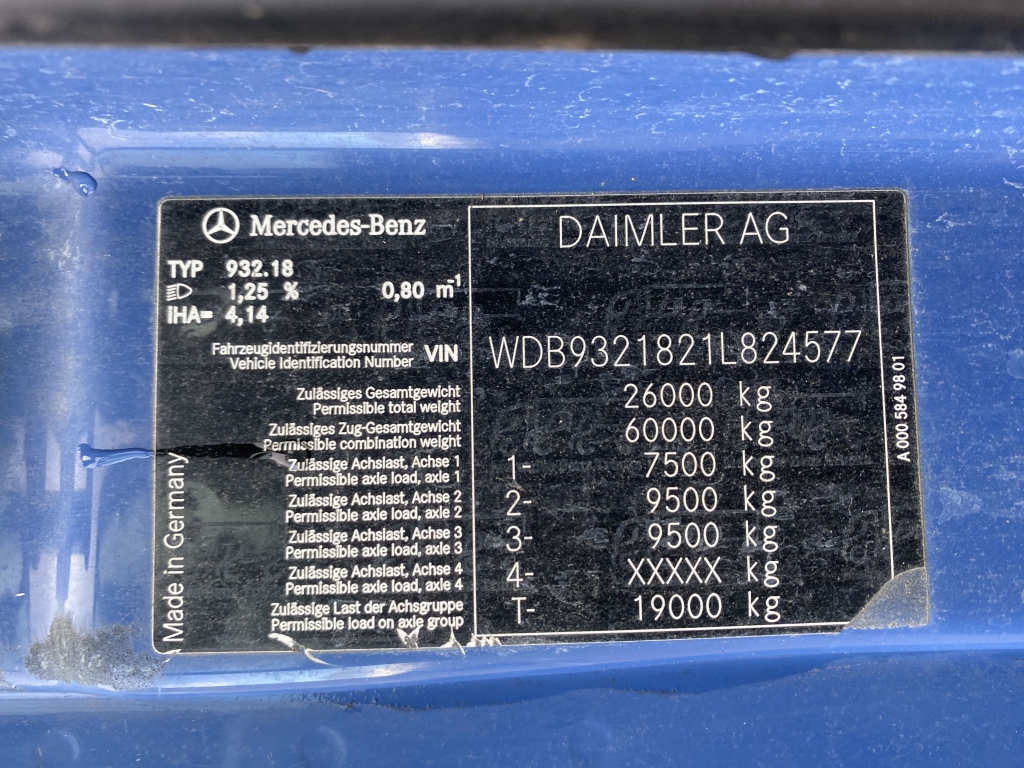 Mercedes-Benz
DAIMLER AG
TYP 932.18
1,25 % 0,80 m⁻¹
iHA= 4,14
Fahrzeugidentifizierungsnummer
Vehicle Identification Number
VIN WDB9321821L824577
Zulässiges Gesamtgewicht
Permissible total weight
26000 kg
Zulässiges Zug-Gesamtgewicht
Permissible combination weight
60000 kg
Zulässige Achslast, Achse 1
Permissible axle load, axle 1
1- 7500 kg
Zulässige Achslast, Achse 2
Permissible axle load, axle 2
2- 9500 kg
Zulässige Achslast, Achse 3
Permissible axle load, axle 3
3- 9500 kg
Zulässige Achslast, Achse 4
Permissible axle load, axle 4
4- XXXXX kg
Zulässige Last der Achsgruppe
Permissible load on axle group
T- 19000 kg
Made in Germany
A 000 584 98 01